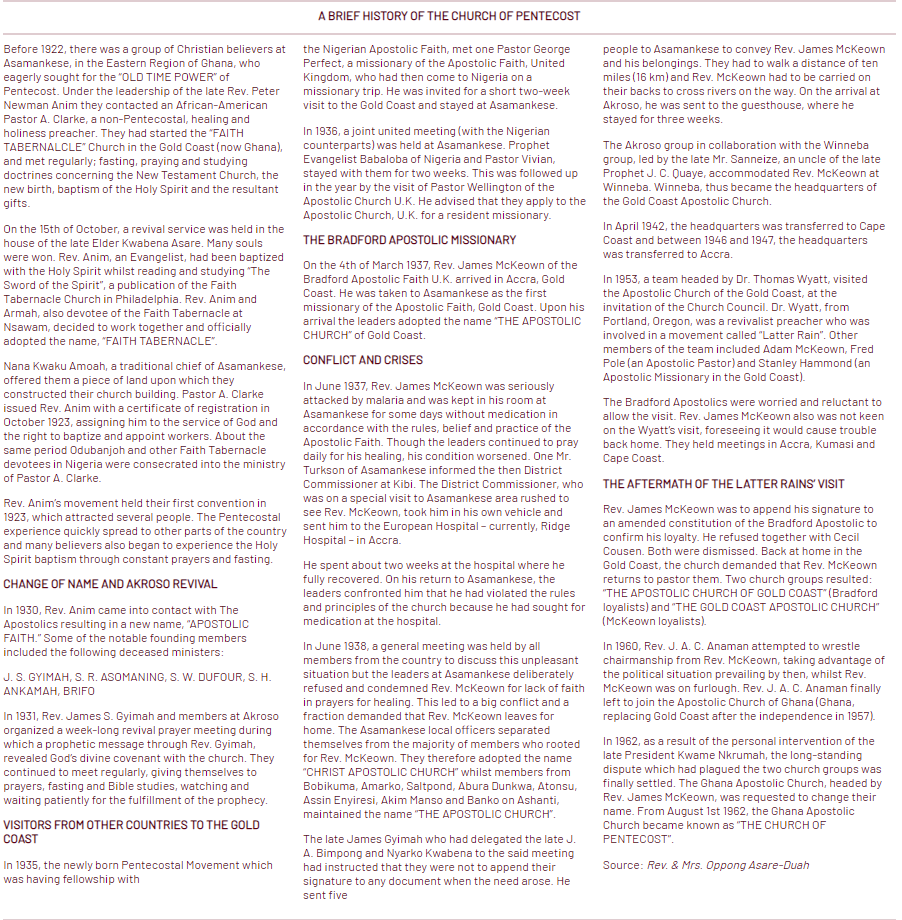 A BRIEF HISTORY OF THE CHURCH OF PENTECOST
Before 1922, there was a group of Christian believers at
Asamankese, in the Eastern Region of Ghana, who
eagerly sought for the “OLD TIME POWER” of
Pentecost. Under the leadership of the late Rev. Peter
Newman Anim they contacted an African-American
Pastor A. Clarke, a non-Pentecostal, healing and
holiness preacher. They had started the “FAITH
TABERNALCLE” Church in the Gold Coast (now Ghana),
and met regularly; fasting, praying and studying
doctrines concerning the New Testament Church, the
new birth, baptism of the Holy Spirit and the resultant
gifts.
On the 15th of October, a revival service was held in the
house of the late Elder Kwabena Asare. Many souls
were won. Rev. Anim, an Evangelist, had been baptized
with the Holy Spirit whilst reading and studying “The
Sword of the Spirit”, a publication of the Faith
Tabernacle Church in Philadelphia. Rev. Anim and
Armah, also devotee of the Faith Tabernacle at
Nsawam, decided to work together and officially
adopted the name, “FAITH TABERNACLE”.
Nana Kwaku Amoah, a traditional chief of Asamankese,
offered them a piece of land upon which they
constructed their church building. Pastor A. Clarke
issued Rev. Anim with a certificate of registration in
October 1923, assigning him to the service of God and
the right to baptize and appoint workers. About the
same period Odubanjoh and other Faith Tabernacle
devotees in Nigeria were consecrated into the ministry
of Pastor A. Clarke.
Rev. Anim’s movement held their first convention in
1923, which attracted several people. The Pentecostal
experience quickly spread to other parts of the country
and many believers also began to experience the Holy
Spirit baptism through constant prayers and fasting.
CHANGE OF NAME AND AKROSO REVIVAL
In 1930, Rev. Anim came into contact with The
Apostolics resulting in a new name, “APOSTOLIC
FAITH.” Some of the notable founding members
included the following deceased ministers:
J. S. GYIMAH, S. R. ASOMANING, S. W. DUFOUR, S. H.
ANKAMAH, BRIFO
In 1931, Rev. James S. Gyimah and members at Akroso
organized a week-long revival prayer meeting during
which a prophetic message through Rev. Gyimah,
revealed God’s divine covenant with the church. They
continued to meet regularly, giving themselves to
prayers, fasting and Bible studies, watching and
waiting patiently for the fulfillment of the prophecy.
VISITORS FROM OTHER COUNTRIES TO THE GOLD
COAST
In 1935, the newly born Pentecostal Movement which
was having fellowship with
the Nigerian Apostolic Faith, met one Pastor George
Perfect, a missionary of the Apostolic Faith, United
Kingdom, who had then come to Nigeria on a
missionary trip. He was invited for a short two-week
visit to the Gold Coast and stayed at Asamankese.
In 1936, a joint united meeting (with the Nigerian
counterparts) was held at Asamankese. Prophet
Evangelist Babaloba of Nigeria and Pastor Vivian,
stayed with them for two weeks. This was followed up
in the year by the visit of Pastor Wellington of the
Apostolic Church U.K. He advised that they apply to the
Apostolic Church, U.K. for a resident missionary.
THE BRADFORD APOSTOLIC MISSIONARY
On the 4th of March 1937, Rev. James McKeown of the
Bradford Apostolic Faith U.K. arrived in Accra, Gold
Coast. He was taken to Asamankese as the first
missionary of the Apostolic Faith, Gold Coast. Upon his
arrival the leaders adopted the name “THE APOSTOLIC
CHURCH” of Gold Coast.
CONFLICT AND CRISES
In June 1937, Rev. James McKeown was seriously
attacked by malaria and was kept in his room at
Asamankese for some days without medication in
accordance with the rules, belief and practice of the
Apostolic Faith. Though the leaders continued to pray
daily for his healing, his condition worsened. One Mr.
Turkson of Asamankese informed the then District
Commissioner at Kibi. The District Commissioner, who
was on a special visit to Asamankese area rushed to
see Rev. McKeown, took him in his own vehicle and
sent him to the European Hospital – currently, Ridge
Hospital – in Accra.
He spent about two weeks at the hospital where he
fully recovered. On his return to Asamankese, the
leaders confronted him that he had violated the rules
and principles of the church because he had sought for
medication at the hospital.
In June 1938, a general meeting was held by all
members from the country to discuss this unpleasant
situation but the leaders at Asamankese deliberately
refused and condemned Rev. McKeown for lack of faith
in prayers for healing. This led to a big conflict and a
fraction demanded that Rev. McKeown leaves for
home. The Asamankese local officers separated
themselves from the majority of members who rooted
for Rev. McKeown. They therefore adopted the name
“CHRIST APOSTOLIC CHURCH” whilst members from
Bobikuma, Amarko, Saltpond, Abura Dunkwa, Atonsu,
Assin Enyiresi, Akim Manso and Banko on Ashanti,
maintained the name “THE APOSTOLIC CHURCH”.
The late James Gyimah who had delegated the late J.
A. Bimpong and Nyarko Kwabena to the said meeting
had instructed that they were not to append their
signature to any document when the need arose. He
sent five
people to Asamankese to convey Rev. James McKeown
and his belongings. They had to walk a distance of ten
miles (16 km) and Rev. McKeown had to be carried on
their backs to cross rivers on the way. On the arrival at
Akroso, he was sent to the guesthouse, where he
stayed for three weeks.
The Akroso group in collaboration with the Winneba
group, led by the late Mr. Sanneize, an uncle of the late
Prophet J. C. Quaye, accommodated Rev. McKeown at
Winneba. Winneba, thus became the headquarters of
the Gold Coast Apostolic Church.
In April 1942, the headquarters was transferred to Cape
Coast and between 1946 and 1947, the headquarters
was transferred to Accra.
In 1953, a team headed by Dr. Thomas Wyatt, visited
the Apostolic Church of the Gold Coast, at the
invitation of the Church Council. Dr. Wyatt, from
Portland, Oregon, was a revivalist preacher who was
involved in a movement called “Latter Rain”. Other
members of the team included Adam McKeown, Fred
Pole (an Apostolic Pastor) and Stanley Hammond (an
Apostolic Missionary in the Gold Coast).
The Bradford Apostolics were worried and reluctant to
allow the visit. Rev. James McKeown also was not keen
on the Wyatt’s visit, foreseeing it would cause trouble
back home. They held meetings in Accra, Kumasi and
Cape Coast.
THE AFTERMATH OF THE LATTER RAINS’ VISIT
Rev. James McKeown was to append his signature to
an amended constitution of the Bradford Apostolic to
confirm his loyalty. He refused together with Cecil
Cousen. Both were dismissed. Back at home in the
Gold Coast, the church demanded that Rev. McKeown
returns to pastor them. Two church groups resulted:
“THE APOSTOLIC CHURCH OF GOLD COAST” (Bradford
loyalists) and “THE GOLD COAST APOSTOLIC CHURCH”
(McKeown loyalists).
In 1960, Rev. J. A. C. Anaman attempted to wrestle
chairmanship from Rev. McKeown, taking advantage of
the political situation prevailing by then, whilst Rev.
McKeown was on furlough. Rev. J. A. C. Anaman finally
left to join the Apostolic Church of Ghana (Ghana,
replacing Gold Coast after the independence in 1957).
In 1962, as a result of the personal intervention of the
late President Kwame Nkrumah, the long-standing
dispute which had plagued the two church groups was
finally settled. The Ghana Apostolic Church, headed by
Rev. James McKeown, was requested to change their
name. From August 1st 1962, the Ghana Apostolic
Church became known as “THE CHURCH OF
PENTECOST”.
Source: Rev. & Mrs. Oppong Asare-Duah